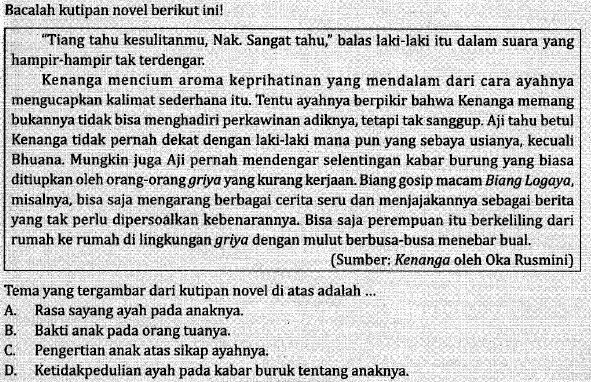 Bacalah kutipan novel berikut ini!
"Tiang tahu kesulitanmu, Nak. Sangat tahu," balas laki-laki itu dalam suara yang
hampir-hampir tak terdengar.
Kenanga mencium aroma keprihatinan yang mendalam dari cara ayahnya
mengucapkan kalimat sederhana itu. Tentu ayahnya berpikir bahwa Kenanga memang
bukannya tidak bisa menghadiri perkawinan adiknya, tetapi tak sanggup. Aji tahu betul
Kenanga tidak pernah dekat dengan laki-laki mana pun yang sebaya usianya, kecuali
Bhuana. Mungkin juga Aji pernah mendengar selentingan kabar burung yang biasa
ditiupkan oleh orang-orang griya yang kurang kerjaan. Biang gosip macam Biang Logaya,
misalnya, bisa saja mengarang berbagai cerita seru dan menjajakannya sebagai berita
yang tak perlu dipersoalkan kebenarannya. Bisa saja perempuan itu berkeliling dari
rumah ke rumah di lingkungan griya dengan mulut berbusa-busa menebar bual.
(Sumber: Kenanga oleh Oka Rusmini)
Tema yang tergambar dari kutipan novel di atas adalah ...
A. Rasa sayang ayah pada anaknya.
B. Bakti anak pada orang tuanya.
C. Pengertian anak atas sikap ayahnya.
D. Ketidakpedulian ayah pada kabar buruk tentang anaknya.